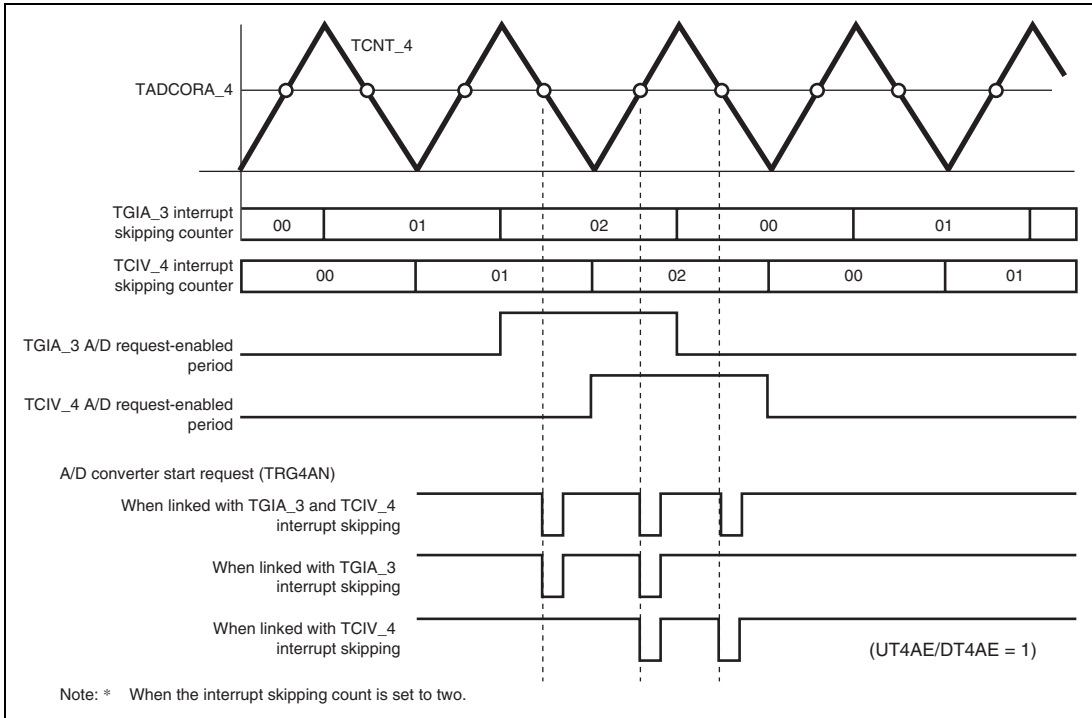 TCNT_4
TADCORA_4
TGIA_3 interrupt
skipping counter
00 01 02 00 01
TCIV_4 interrupt
skipping counter
00 01 02 00 01
TGIA_3 A/D request-enabled
period
TCIV_4 A/D request-enabled
period
A/D converter start request (TRG4AN)
When linked with TGIA_3 and TCIV_4
interrupt skipping
When linked with TGIA_3
interrupt skipping
When linked with TCIV_4
interrupt skipping
(UT4AE/DT4AE = 1)
Note: * When the interrupt skipping count is set to two.